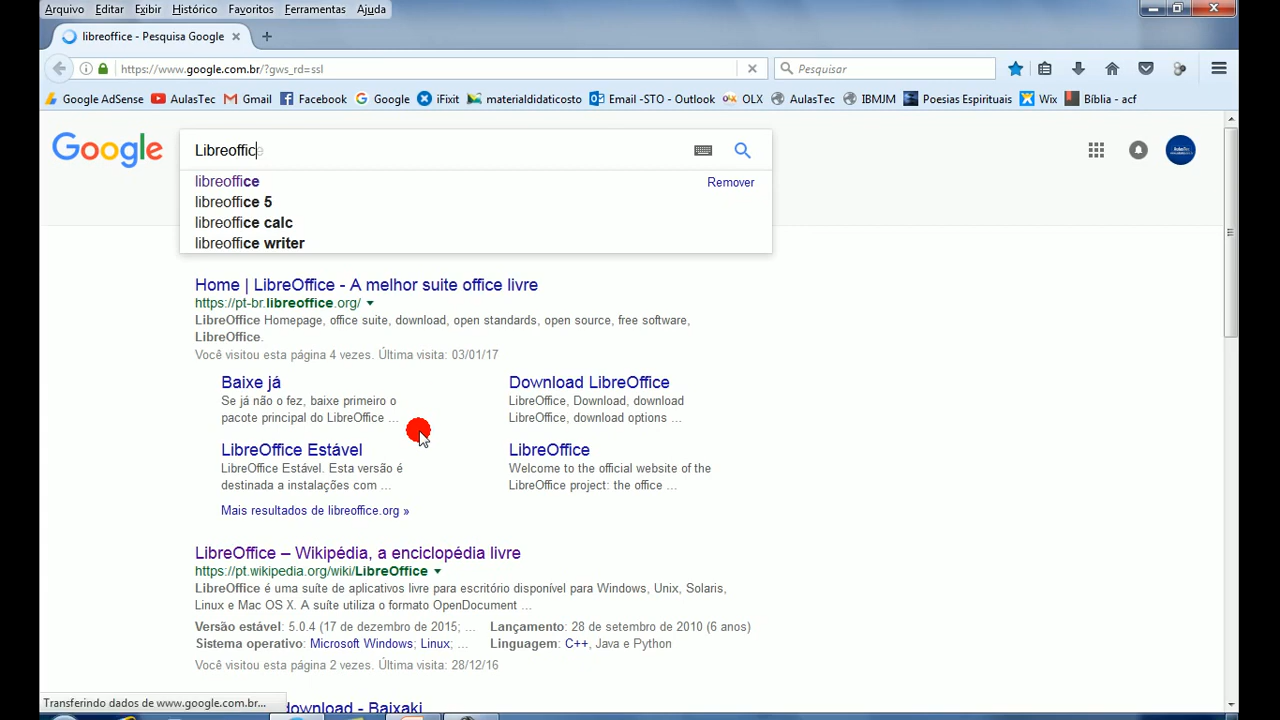 Arquivo Editar Exibir Histórico Favoritos Ferramentas Ajuda
libreoffice - Pesquisa Google
https://www.google.com.br/?gws_rd=ssl
Pesquisar
Google AdSense AulasTec Gmail Facebook Google iFixit materialdidaticosto Email -STO - Outlook OLX AulasTec IBMJM Poesias Espirituais Wix Bíblia - acf
Google
Libreoffice
libreoffice Remover
libreoffice 5
libreoffice calc
libreoffice writer
Home | LibreOffice - A melhor suite office livre
https://pt-br.libreoffice.org/
LibreOffice Homepage, office suite, download, open standards, open source, free software,
LibreOffice.
Você visitou esta página 4 vezes. Última visita: 03/01/17
Baixe já
Se já não o fez, baixe primeiro o
pacote principal do LibreOffice ...
Download LibreOffice
LibreOffice, Download, download
LibreOffice, download options ...
LibreOffice Estável
LibreOffice Estável. Esta versão é
destinada a instalações com ...
LibreOffice
Welcome to the official website of the
LibreOffice project: the office ...
Mais resultados de libreoffice.org »
LibreOffice – Wikipédia, a enciclopédia livre
https://pt.wikipedia.org/wiki/LibreOffice
LibreOffice é uma suíte de aplicativos livre para escritório disponível para Windows, Unix, Solaris,
Linux e Mac OS X. A suíte utiliza o formato OpenDocument ...
Versão estável: 5.0.4 (17 de dezembro de 2015; ... Lançamento: 28 de setembro de 2010 (6 anos)
Sistema operativo: Microsoft Windows; Linux; ... Linguagem: C++, Java e Python
Você visitou esta página 2 vezes. Última visita: 28/12/16
Transferindo dados de www.google.com.br...
download - Baixaki